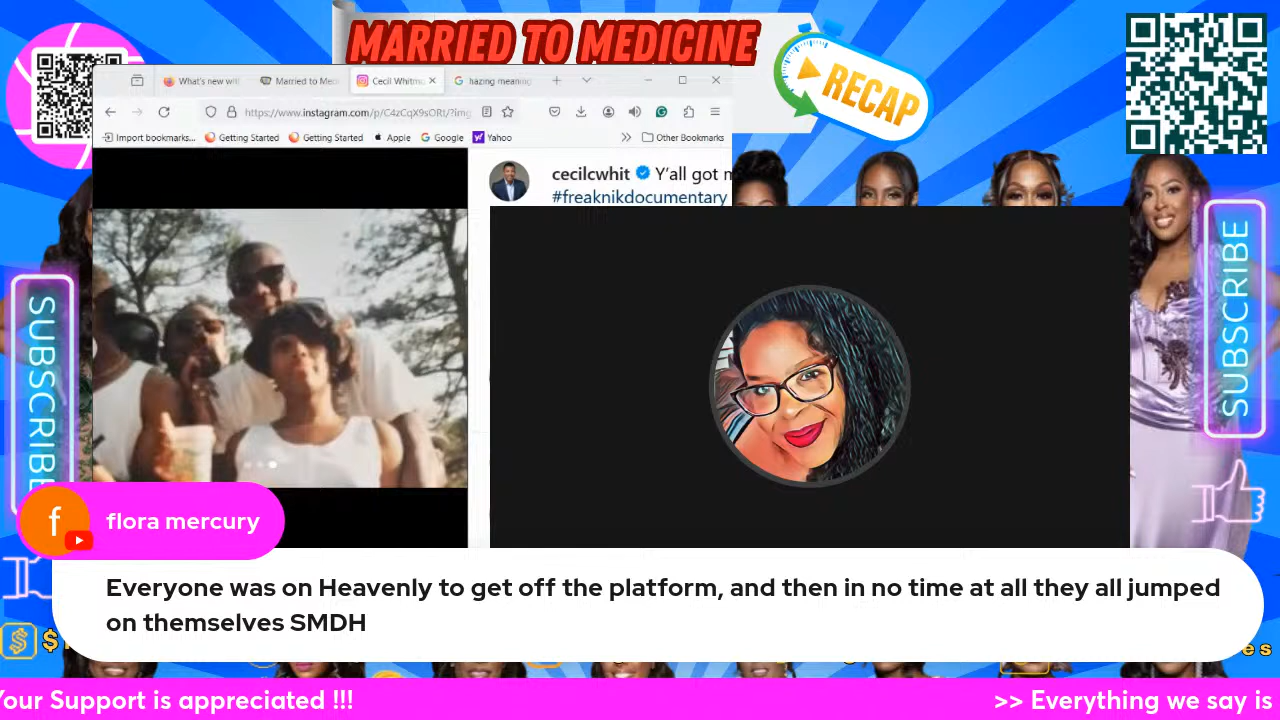 MARRIED TO MEDICINE
RECAP
What's new wit
Married to Med
Cecil Whitmo
hazing meaning
https://www.instagram.com/p/C4zCqX9sORt/?img
Import bookmarks...
Getting Started
Getting Started
Apple
Google
Yahoo
Other Bookmarks
cecilcwhit Y'all got m
#freaknikdocumentary
SUBSCRIBE
SUBSCRIBE
f
flora mercury
Everyone was on Heavenly to get off the platform, and then in no time at all they all jumped
on themselves SMDH
$
$
es
Your Support is appreciated !!!
>> Everything we say is